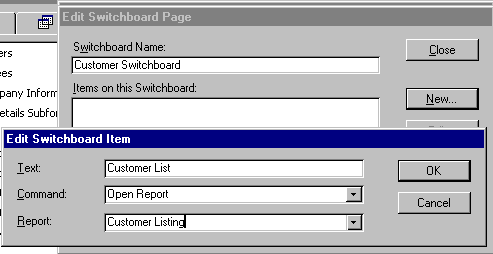 Edit Switchboard Page
Switchboard Name:
Close
Customer Switchboard
Items on this Switchboard:
New...
Edit Switchboard Item
Text:
Customer List
OK
Command:
Open Report
Cancel
Report:
Customer Listing
ers
ees
pany Inform
etails Subfor